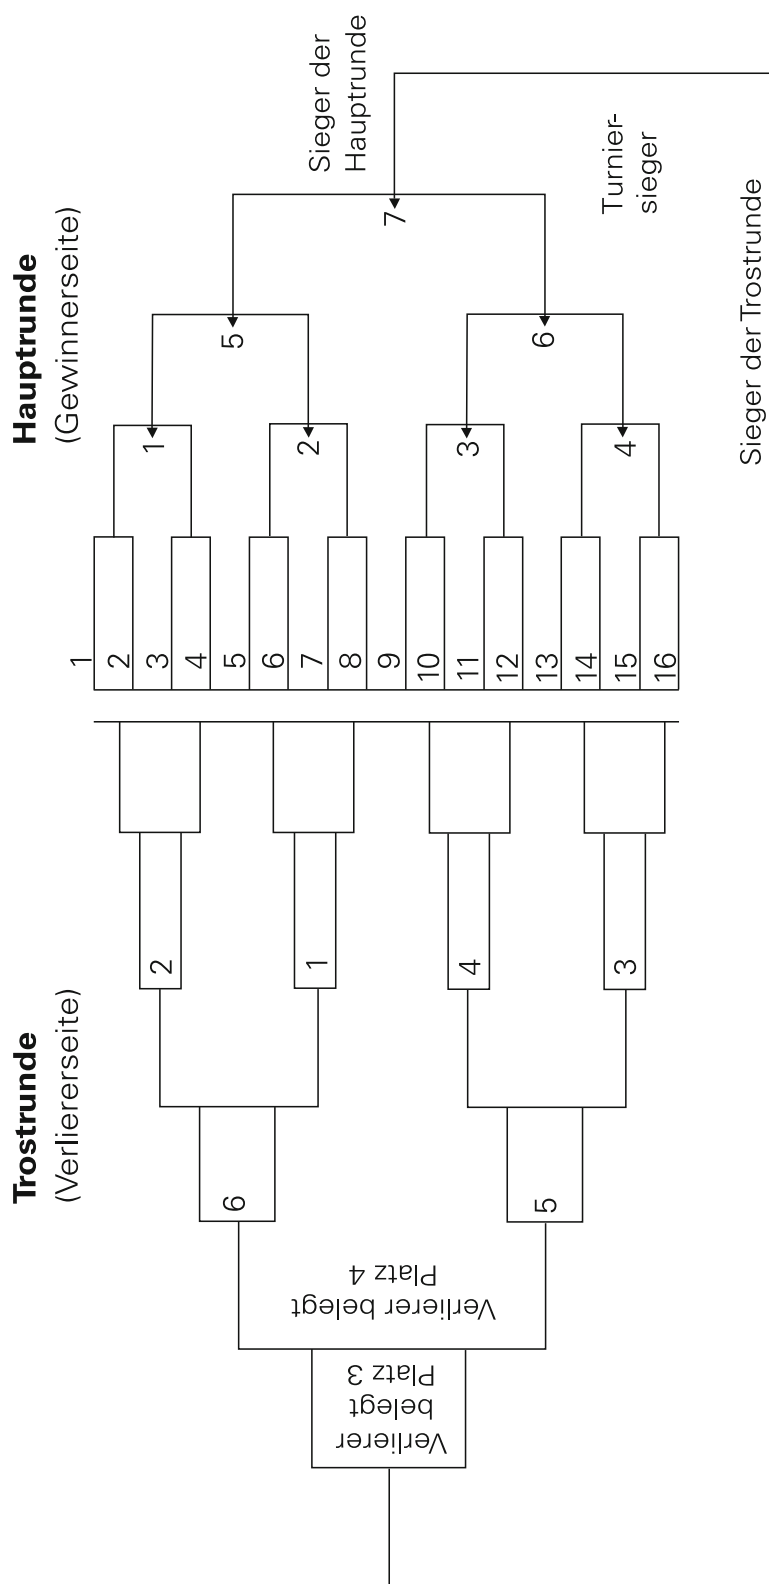 Trostrunde
(Verliererseite)
Hauptrunde
(Gewinnerseite)
1
2
3
4
5
6
7
8
9
10
11
12
13
14
15
16
1
2
3
4
5
6
7
Sieger der
Hauptrunde
Turnier-
sieger
Sieger der Trostrunde
2
1
4
3
6
5
Verlierer belegt
Platz 4
Verlierer
belegt
Platz 3